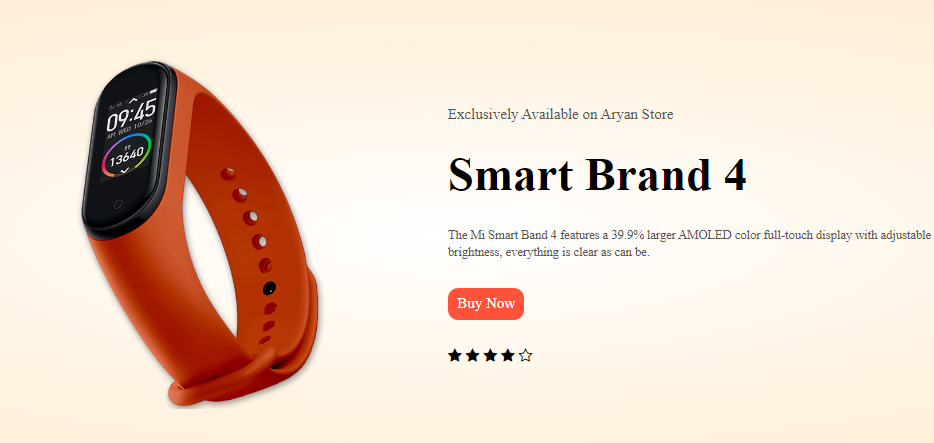 09:45
AM WED 10/26
13640
Exclusively Available on Aryan Store
Smart Brand 4
The Mi Smart Band 4 features a 39.9% larger AMOLED color full-touch display with adjustable
brightness, everything is clear as can be.
Buy Now